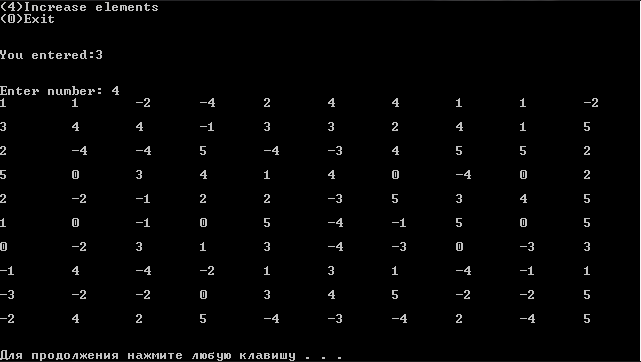 (4)Increase elements
(0)Exit
You entered:3
Enter number: 4
1 1 -2 -4 2 4 4 1 1 -2
3 4 4 -1 3 3 2 4 1 5
2 -4 -4 5 -4 -3 4 5 5 2
5 0 3 4 1 4 0 -4 0 2
2 -2 -1 2 2 -3 5 3 4 5
1 0 -1 0 5 -4 -1 5 0 5
0 -2 3 1 3 -4 -3 0 -3 3
-1 4 -4 -2 1 3 1 -4 -1 1
-3 -2 -2 0 3 4 5 -2 -2 5
-2 4 2 5 -4 -3 -4 2 -4 5
Для продолжения нажмите любую клавишу . . .